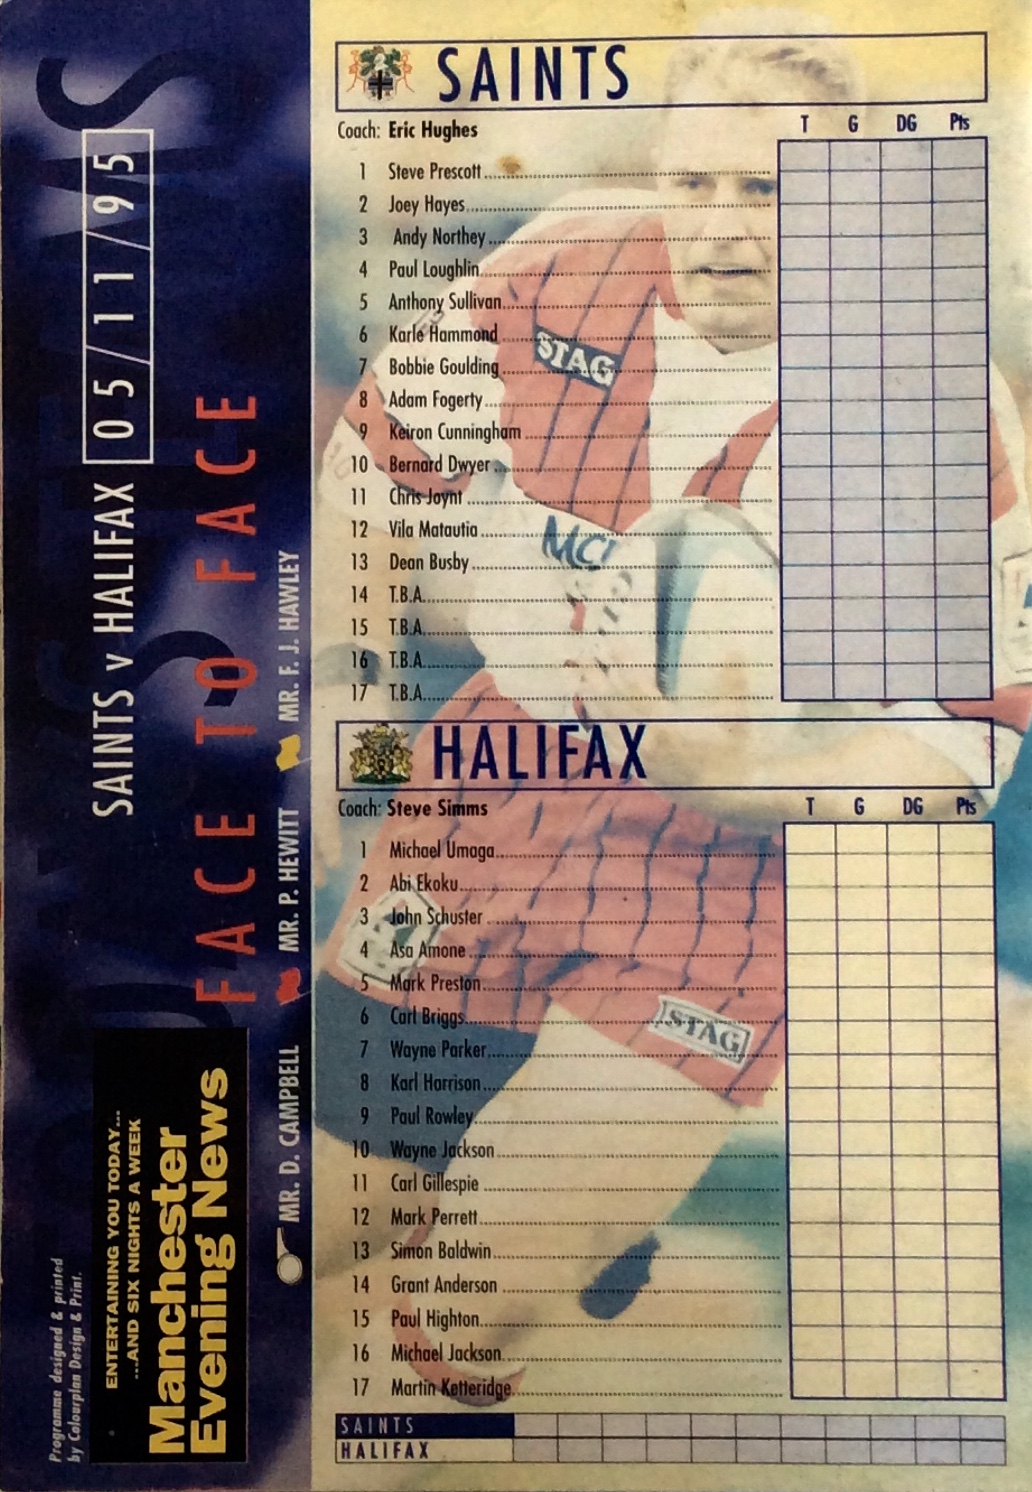 SAINTS v HALIFAX 05/11/95
FACE TO FACE
MR. D. CAMPBELL MR. P. HEWITT MR. F. J. HAWLEY
Programme designed & printed
by Colourplan Design & Print.
ENTERTAINING YOU TODAY...
...AND SIX NIGHTS A WEEK
Manchester
Evening News
SAINTS
Coach: Eric Hughes T G DG Pts
1 Steve Prescott
2 Joey Hayes
3 Andy Northey
4 Paul Loughlin
5 Anthony Sullivan
6 Karle Hammond
7 Bobbie Goulding
8 Adam Fogerty
9 Keiron Cunningham
10 Bernard Dwyer
11 Chris Joynt
12 Vila Matautia
13 Dean Busby
14 T.B.A.
15 T.B.A.
16 T.B.A.
17 T.B.A.
STAG
MCI
HALIFAX
Coach: Steve Simms T G DG Pts
1 Michael Umaga
2 Abi Ekoku
3 John Schuster
4 Asa Amone
5 Mark Preston
6 Carl Briggs
7 Wayne Parker
8 Karl Harrison
9 Paul Rowley
10 Wayne Jackson
11 Carl Gillespie
12 Mark Perrett
13 Simon Baldwin
14 Grant Anderson
15 Paul Highton
16 Michael Jackson
17 Martin Ketteridge
STAG
SAINTS
HALIFAX